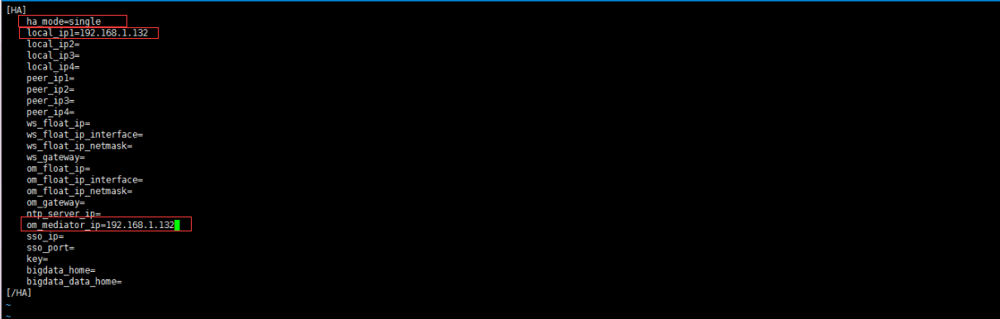 [HA]
ha_mode=single
local_ip1=192.168.1.132
local_ip2=
local_ip3=
local_ip4=
peer_ip1=
peer_ip2=
peer_ip3=
peer_ip4=
ws_float_ip=
ws_float_ip_interface=
ws_float_ip_netmask=
ws_gateway=
om_float_ip=
om_float_ip_interface=
om_float_ip_netmask=
om_gateway=
ntp_server_ip=
om_mediator_ip=192.168.1.132
sso_ip=
sso_port=
key=
bigdata_home=
bigdata_data_home=
[/HA]
~
~